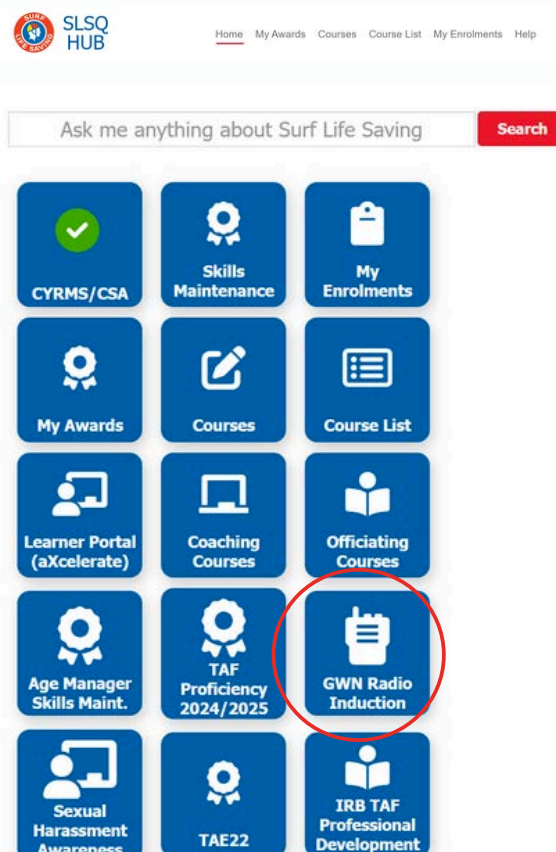 SURF
LIFE SAVING
SLSQ
HUB
Home My Awards Courses Course List My Enrolments Help
Ask me anything about Surf Life Saving Search
CYRMS/CSA
Skills
Maintenance
My
Enrolments
My Awards
Courses
Course List
Learner Portal
(aXcelerate)
Coaching
Courses
Officiating
Courses
Age Manager
Skills Maint.
TAF
Proficiency
2024/2025
GWN Radio
Induction
Sexual
Harassment
Awareness
TAE22
IRB TAF
Professional
Development